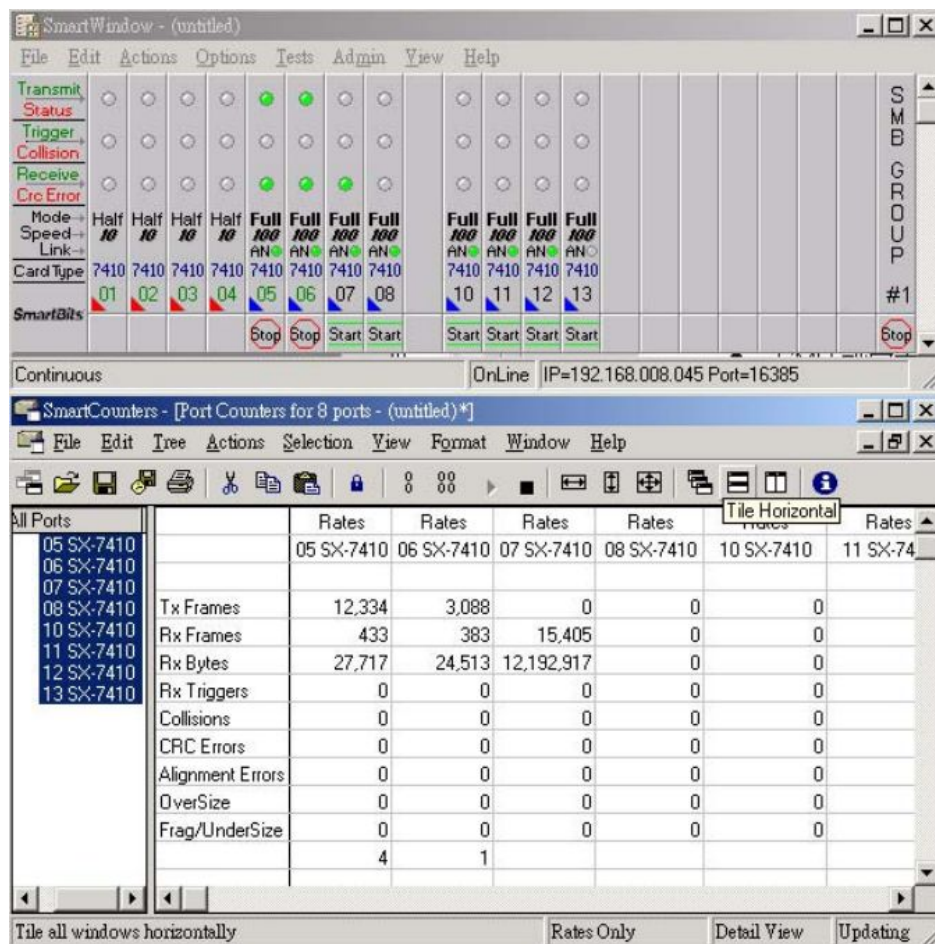 SmartWindow - (untitled)
File Edit Actions Options Tests Admin View Help
Transmit
Status
Trigger
Collision
Receive
Crc Error
Mode Half Half Half Half Full Full Full Full Full Full Full Full
Speed 10 10 10 10 100 100 100 100 100 100 100 100
Link AN AN AN AN AN AN AN AN
Card Type 7410 7410 7410 7410 7410 7410 7410 7410 7410 7410 7410 7410
01 02 03 04 05 06 07 08 10 11 12 13
SmartBits
Stop Stop Start Start Start Start Start Start Stop
SMB GROUP #1
Continuous OnLine IP=192.168.008.045 Port=16385
SmartCounters - [Port Counters for 8 ports - (untitled)*]
File Edit Tree Actions Selection View Format Window Help
Tile Horizontal
All Ports
05 SX-7410
06 SX-7410
07 SX-7410
08 SX-7410
10 SX-7410
11 SX-7410
12 SX-7410
13 SX-7410
Rates Rates Rates Rates Rates Rates
05 SX-7410 06 SX-7410 07 SX-7410 08 SX-7410 10 SX-7410 11 SX-74
Tx Frames 12,334 3,088 0 0 0
Rx Frames 433 383 15,405 0 0
Rx Bytes 27,717 24,513 12,192,917 0 0
Rx Triggers 0 0 0 0 0
Collisions 0 0 0 0 0
CRC Errors 0 0 0 0 0
Alignment Errors 0 0 0 0 0
OverSize 0 0 0 0 0
Frag/UnderSize 0 0 0 0 0
4 1
Tile all windows horizontally Rates Only Detail View Updating